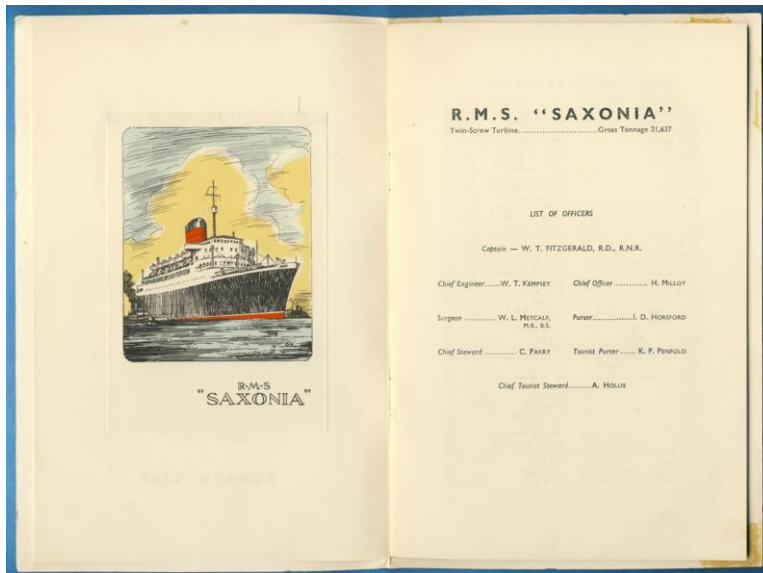 R·M·S
"SAXONIA"
R.M.S. "SAXONIA"
Twin-Screw Turbine............................Gross Tonnage 21,637
LIST OF OFFICERS
Captain — W. T. FITZGERALD, R.D., R.N.R.
Chief Engineer......W. T. KEMPSEY Chief Officer ............ H. MILLOY
Surgeon ............ W. L. METCALF, Purser...............I. D. HORSFORD
M.B., B.S.
Chief Steward ............ C. PARRY Tourist Purser ...... K. P. PENFOLD
Chief Tourist Steward.........A. HOLLIS